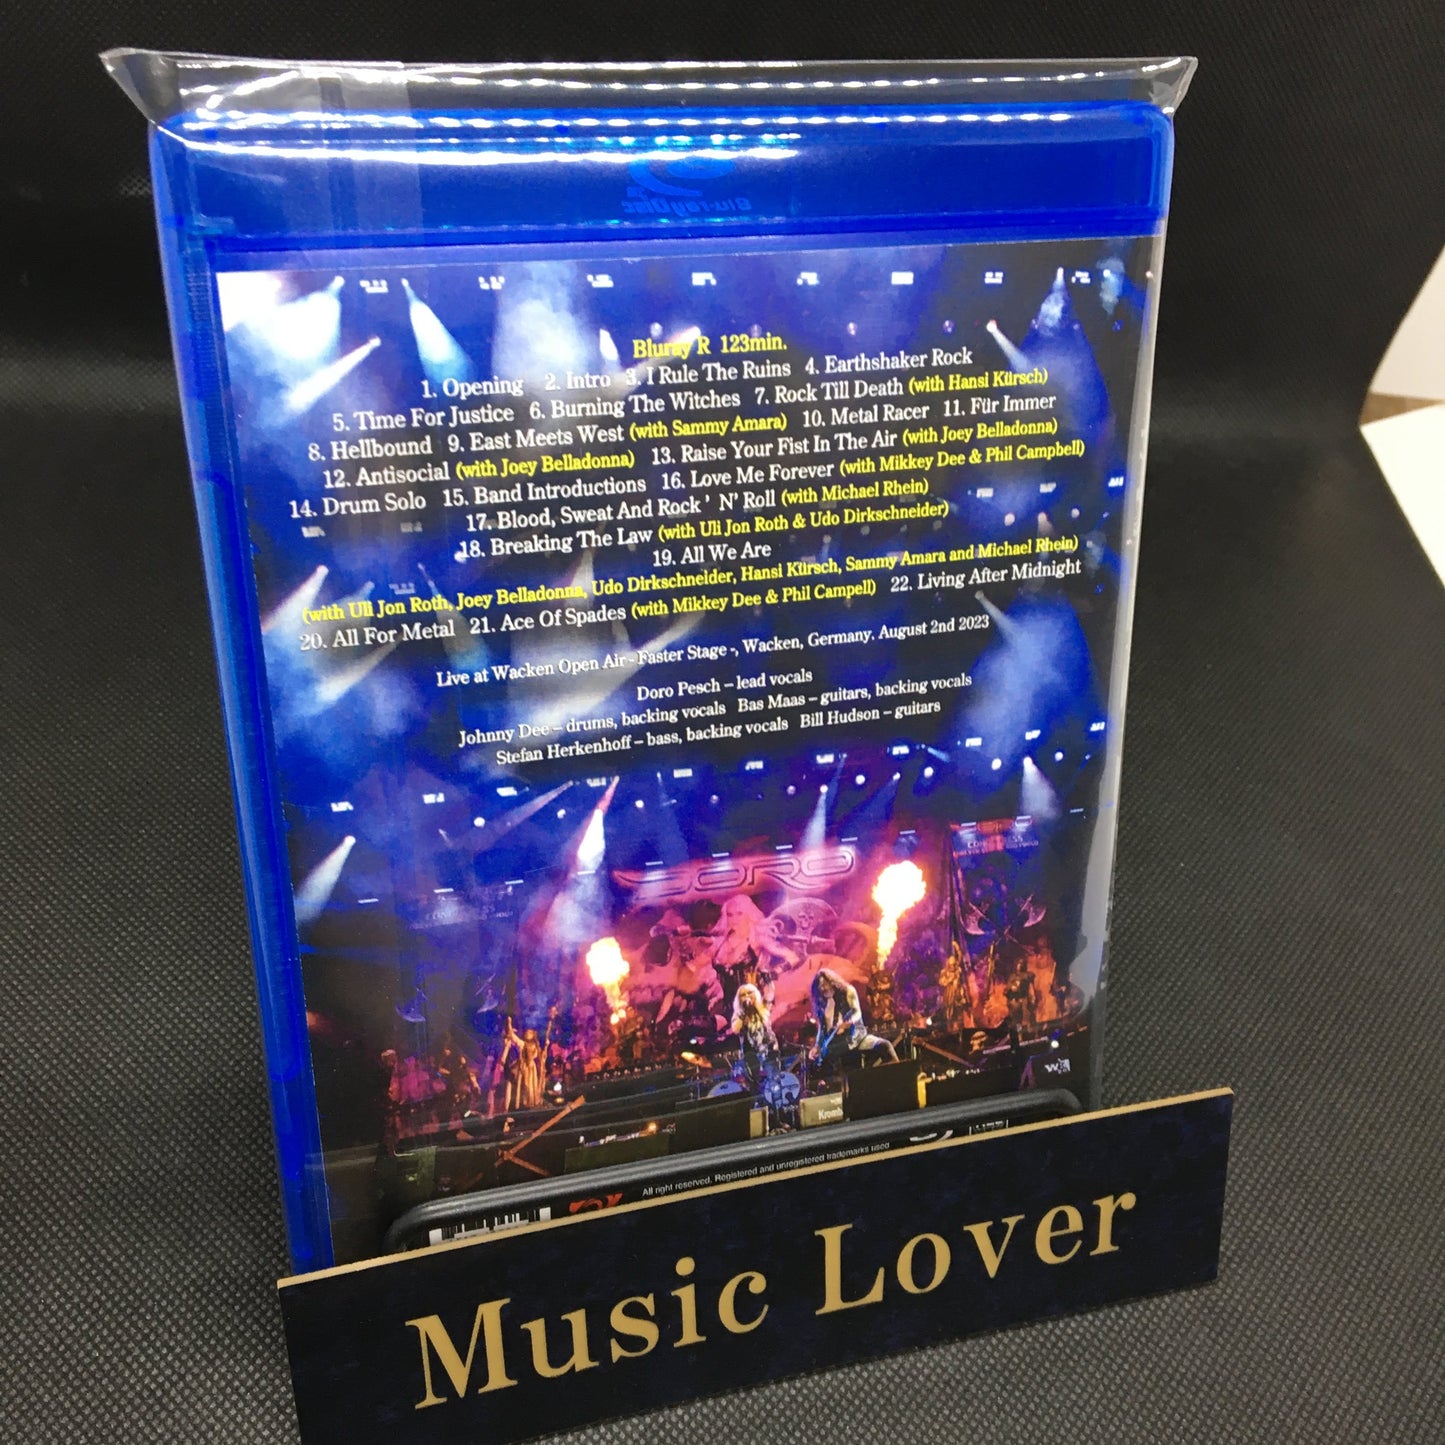 Blu-ray Disc
Bluray R 123min.
1. Opening 2. Intro 3. I Rule The Ruins 4. Earthshaker Rock
5. Time For Justice 6. Burning The Witches 7. Rock Till Death (with Hansi Kürsch)
8. Hellbound 9. East Meets West (with Sammy Amara) 10. Metal Racer 11. Für Immer
12. Antisocial (with Joey Belladonna) 13. Raise Your Fist In The Air (with Joey Belladonna)
14. Drum Solo 15. Band Introductions 16. Love Me Forever (with Mikkey Dee & Phil Campbell)
17. Blood, Sweat And Rock ' N' Roll (with Michael Rhein)
18. Breaking The Law (with Uli Jon Roth & Udo Dirkschneider)
19. All We Are
(with Uli Jon Roth, Joey Belladonna, Udo Dirkschneider, Hansi Kürsch, Sammy Amara and Michael Rhein)
20. All For Metal 21. Ace Of Spades (with Mikkey Dee & Phil Campell) 22. Living After Midnight
Live at Wacken Open Air - Faster Stage -, Wacken, Germany. August 2nd 2023
Doro Pesch – lead vocals
Johnny Dee – drums, backing vocals Bas Maas – guitars, backing vocals
Stefan Herkenhoff – bass, backing vocals Bill Hudson – guitars
DORO
All right reserved. Registered and unregistered trademarks used
Music Lover